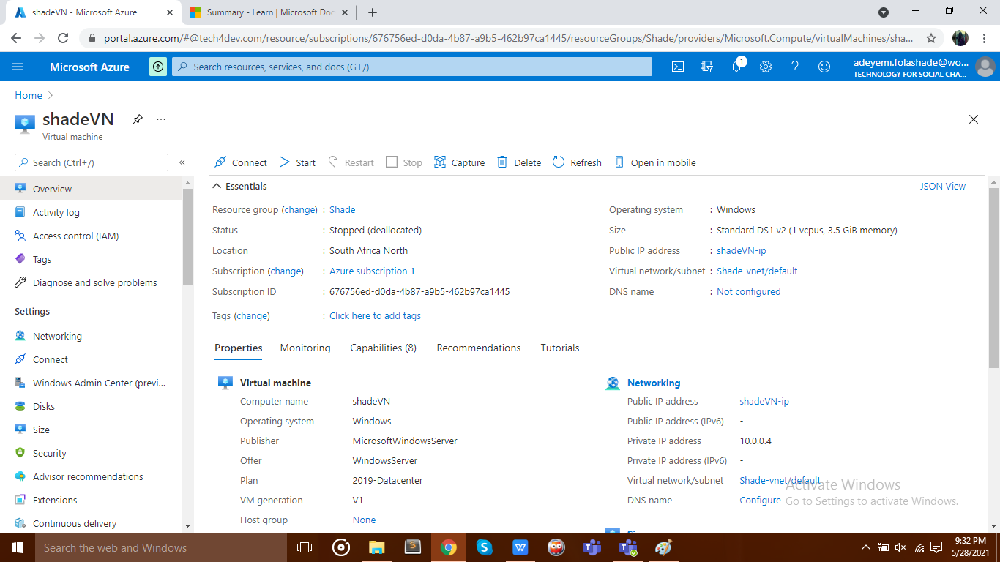 shadeVN - Microsoft Azure
Summary - Learn | Microsoft Doc
portal.azure.com/#@tech4dev.com/resource/subscriptions/676756ed-d0da-4b87-a9b5-462b97ca1445/resourceGroups/Shade/providers/Microsoft.Compute/virtualMachines/sha...
Microsoft Azure
Search resources, services, and docs (G+/)
1
adeyemi.folashade@wo...
TECHNOLOGY FOR SOCIAL CHA...
Home
shadeVN
Virtual machine
Search (Ctrl+/)
Overview
Activity log
Access control (IAM)
Tags
Diagnose and solve problems
Settings
Networking
Connect
Windows Admin Center (previ...
Disks
Size
Security
Advisor recommendations
Extensions
Continuous delivery
Connect Start Restart Stop Capture Delete Refresh Open in mobile
Essentials
JSON View
Resource group (change) : Shade
Status : Stopped (deallocated)
Location : South Africa North
Subscription (change) : Azure subscription 1
Subscription ID : 676756ed-d0da-4b87-a9b5-462b97ca1445
Tags (change) : Click here to add tags
Operating system : Windows
Size : Standard DS1 v2 (1 vcpus, 3.5 GiB memory)
Public IP address : shadeVN-ip
Virtual network/subnet : Shade-vnet/default
DNS name : Not configured
Properties Monitoring Capabilities (8) Recommendations Tutorials
Virtual machine
Computer name shadeVN
Operating system Windows
Publisher MicrosoftWindowsServer
Offer WindowsServer
Plan 2019-Datacenter
VM generation V1
Host group None
Networking
Public IP address shadeVN-ip
Public IP address (IPv6) -
Private IP address 10.0.0.4
Private IP address (IPv6) -
Virtual network/subnet Shade-vnet/default
DNS name Configure
Activate Windows
Go to Settings to activate Windows.
Search the web and Windows
9:32 PM
5/28/2021